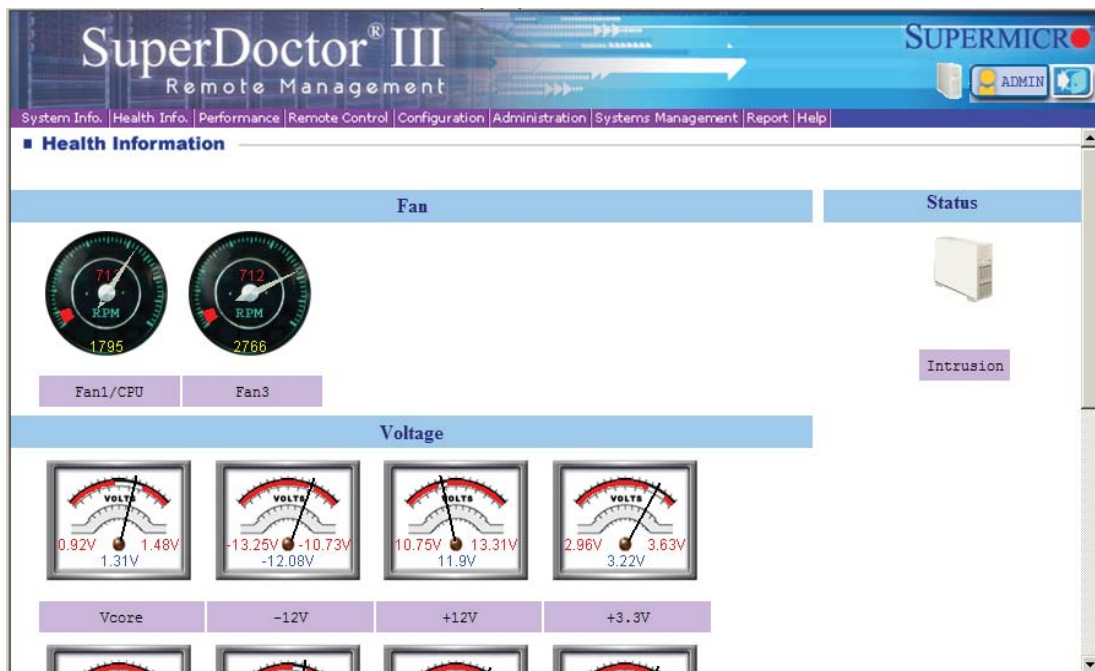 SuperDoctor® III
Remote Management
SUPERMICR
ADMIN
System Info. Health Info. Performance Remote Control Configuration Administration Systems Management Report Help
Health Information
Fan
Status
712
RPM
2766
RPM
1795
Intrusion
Fan1/CPU Fan3
Voltage
VOLTS VOLTS VOLTS VOLTS
0.92V 1.48V -13.25V -10.73V 10.75V 13.31V 2.96V 3.63V
1.31V -12.08V 11.9V 3.22V
Vcore -12V +12V +3.3V